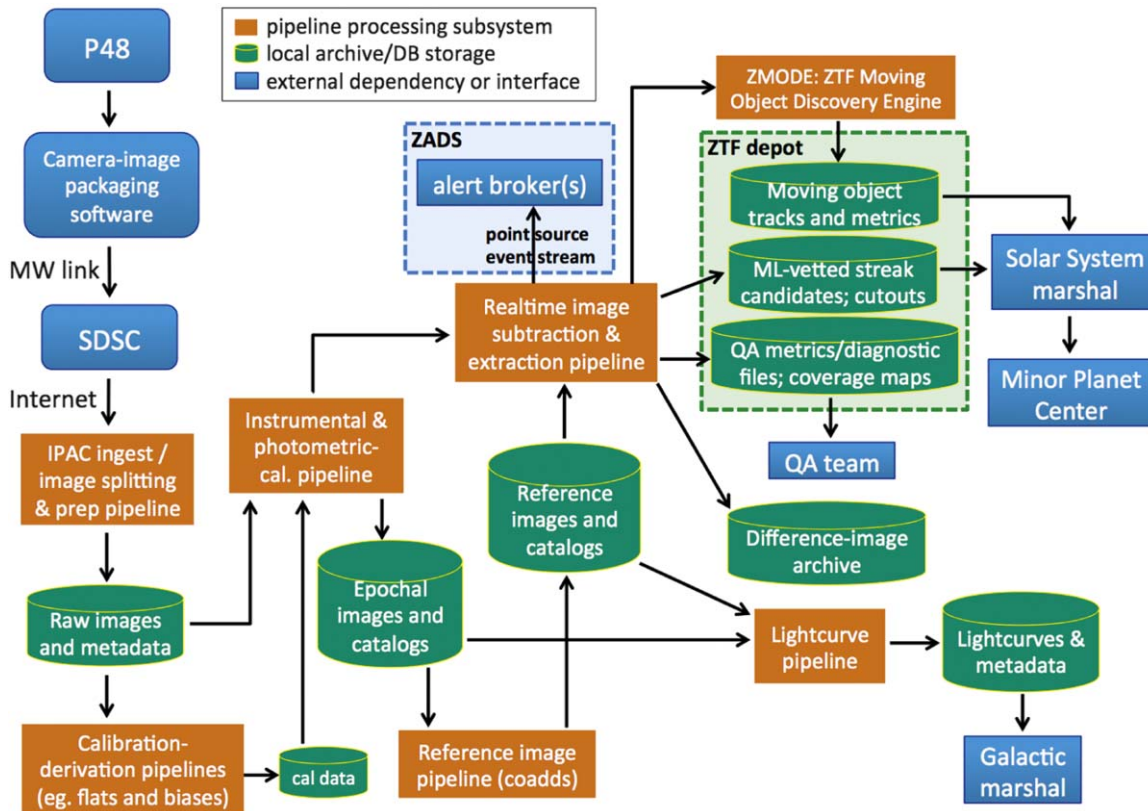 P48
Camera-image
packaging
software
MW link
SDSC
Internet
IPAC ingest /
image splitting
& prep pipeline
Raw images
and metadata
Calibration-
derivation pipelines
(eg. flats and biases)
cal data
pipeline processing subsystem
local archive/DB storage
external dependency or interface
Instrumental &
photometric-
cal. pipeline
Epochal
images and
catalogs
Reference image
pipeline (coadds)
ZADS
alert broker(s)
point source
event stream
Realtime image
subtraction &
extraction pipeline
Reference
images and
catalogs
ZMODE: ZTF Moving
Object Discovery Engine
ZTF depot
Moving object
tracks and metrics
ML-vetted streak
candidates; cutouts
QA metrics/diagnostic
files; coverage maps
QA team
Difference-image
archive
Solar System
marshal
Minor Planet
Center
Lightcurve
pipeline
Lightcurves &
metadata
Galactic
marshal